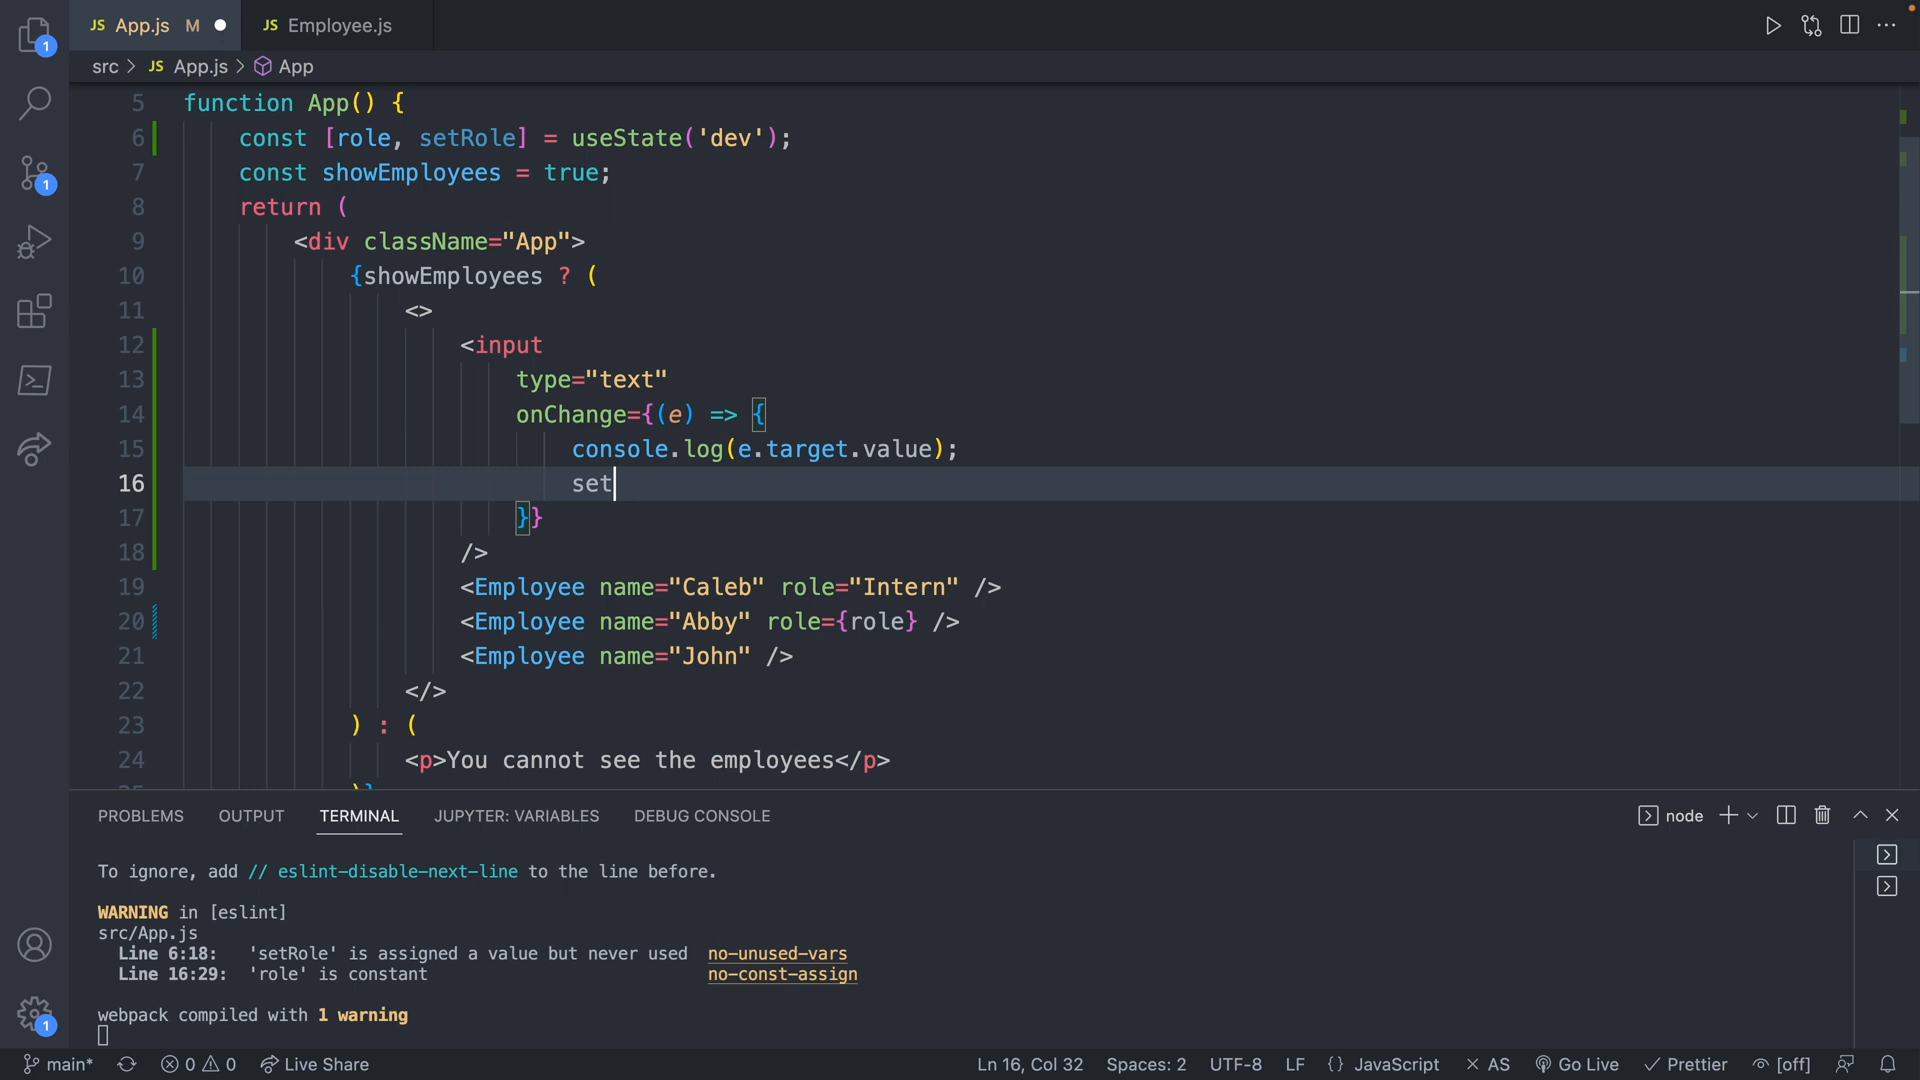 JS App.js M JS Employee.js
src > JS App.js > App
5 function App() {
6 const [role, setRole] = useState('dev');
7 const showEmployees = true;
8 return (
9 <div className="App">
10 {showEmployees ? (
11 <>
12 <input
13 type="text"
14 onChange={(e) => {
15 console.log(e.target.value);
16 set
17 }}
18 />
19 <Employee name="Caleb" role="Intern" />
20 <Employee name="Abby" role={role} />
21 <Employee name="John" />
22 </>
23 ) : (
24 <p>You cannot see the employees</p>
25 )}
1
1
1
PROBLEMS OUTPUT TERMINAL JUPYTER: VARIABLES DEBUG CONSOLE node
To ignore, add // eslint-disable-next-line to the line before.
WARNING in [eslint]
src/App.js
Line 6:18: 'setRole' is assigned a value but never used no-unused-vars
Line 16:29: 'role' is constant no-const-assign
webpack compiled with 1 warning
main* 0 0 Live Share Ln 16, Col 32 Spaces: 2 UTF-8 LF {} JavaScript AS Go Live Prettier [off]